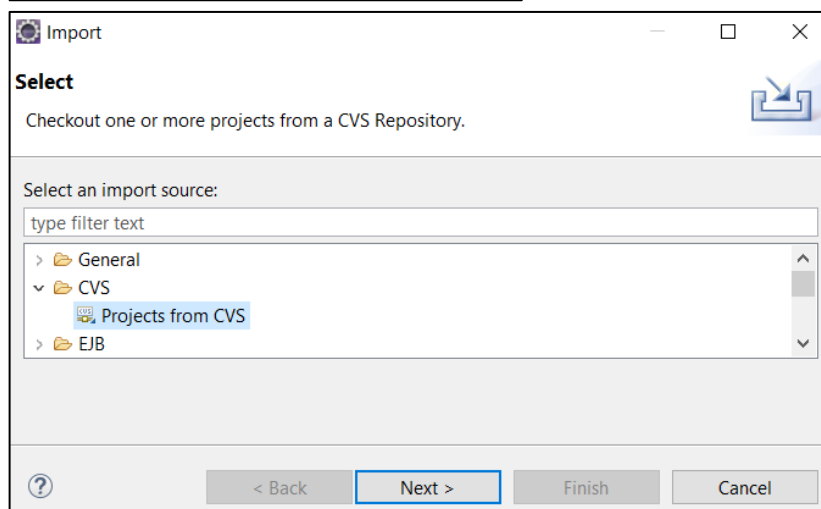 Import
Select
Checkout one or more projects from a CVS Repository.
Select an import source:
type filter text
General
CVS
Projects from CVS
EJB
< Back Next > Finish Cancel